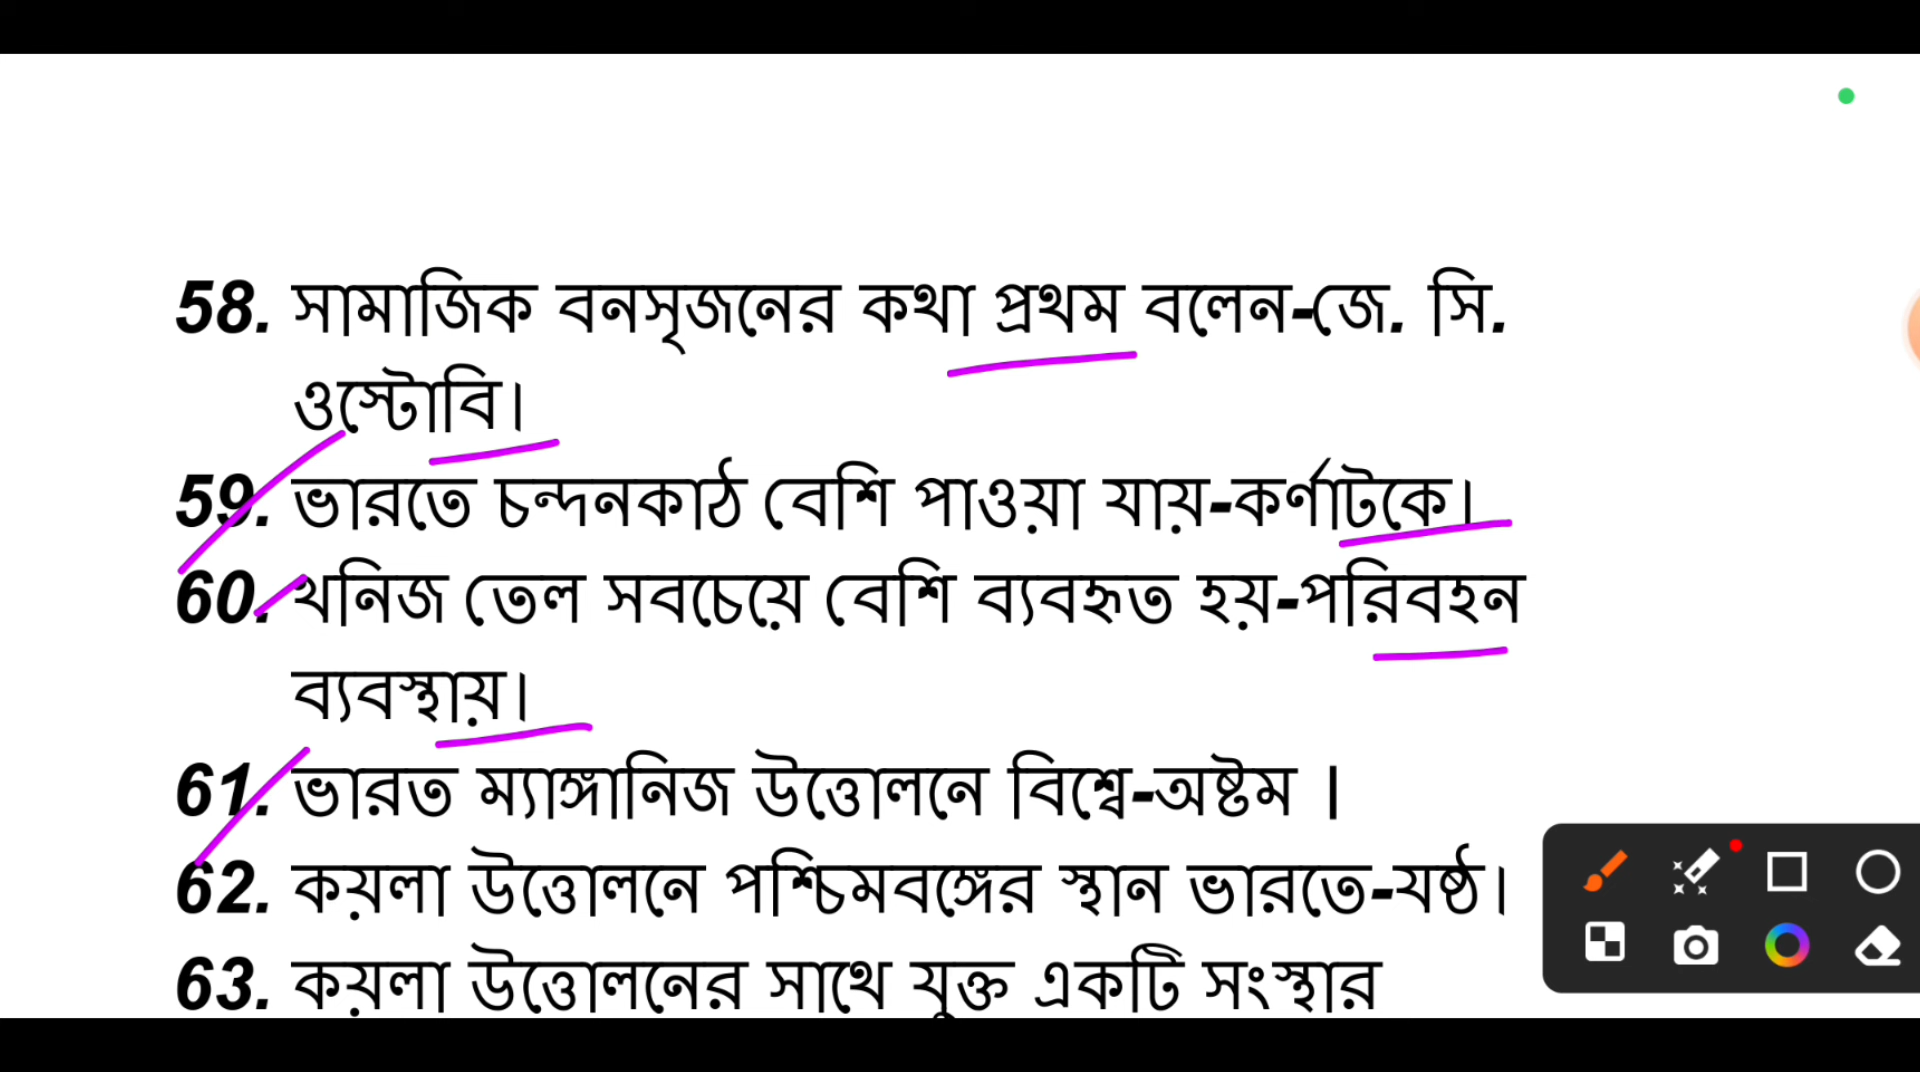 58. সামাজিক বনসৃজনের কথা প্রথম বলেন-জে. সি.
ওস্টোবি।
59. ভারতে চন্দনকাঠ বেশি পাওয়া যায়-কর্ণাটকে।
60. খনিজ তেল সবচেয়ে বেশি ব্যবহৃত হয়-পরিবহন
ব্যবস্থায়।
61. ভারত ম্যাঙ্গানিজ উত্তোলনে বিশ্বে-অষ্টম ।
62. কয়লা উত্তোলনে পশ্চিমবঙ্গের স্থান ভারতে-যষ্ঠ।
63. কয়লা উত্তোলনের সাথে যুক্ত একটি সংস্থার